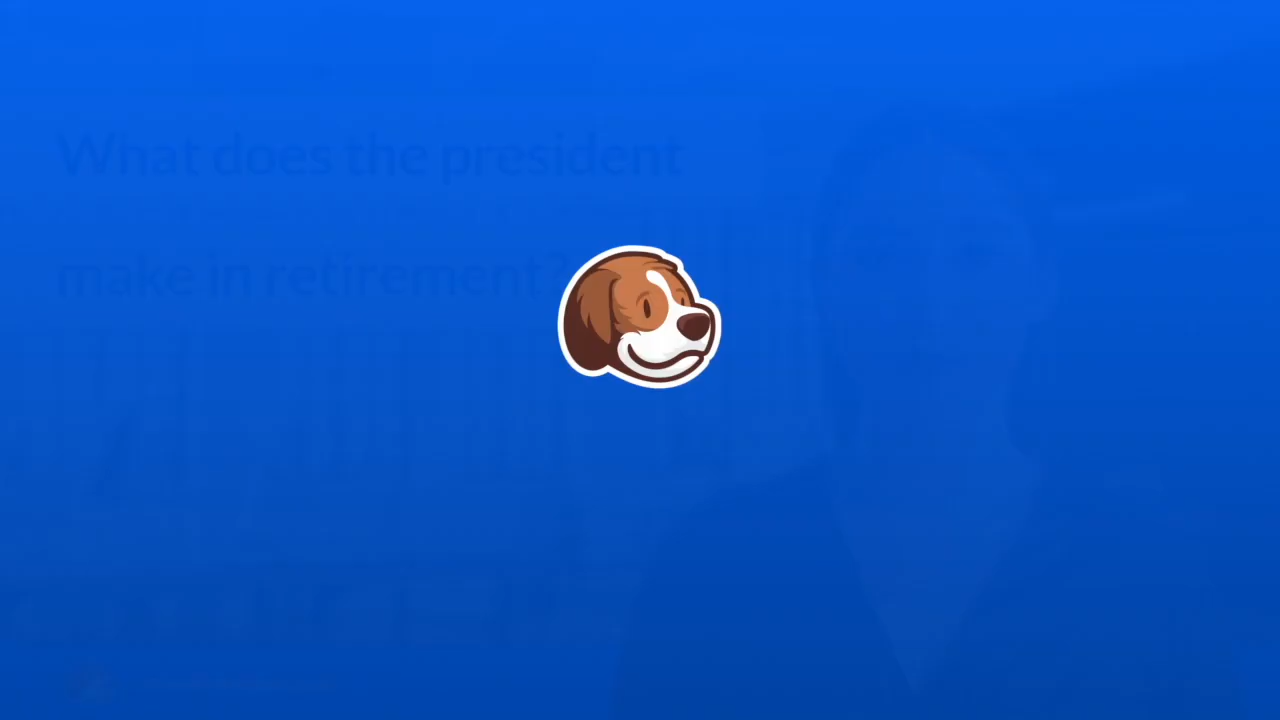 What does the president
make in retirement?